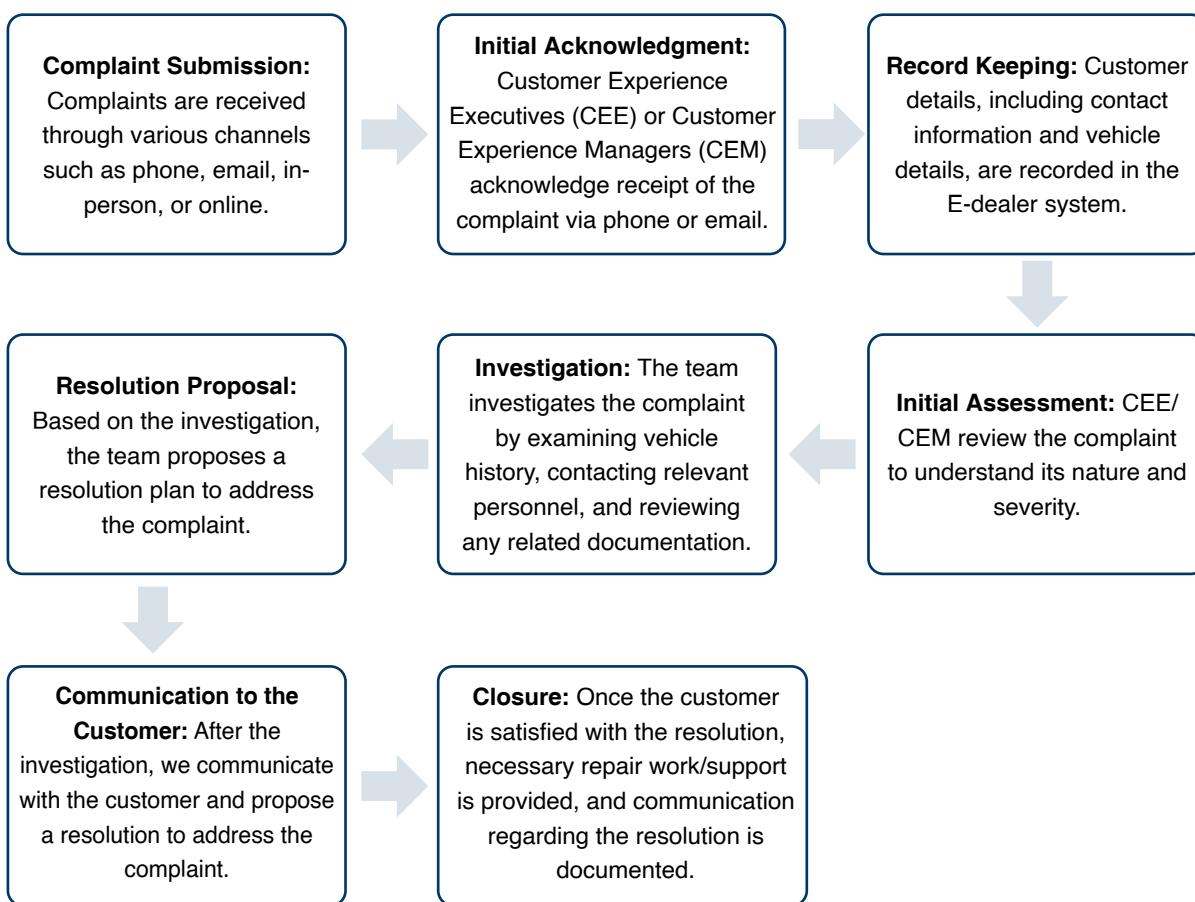 Complaint Submission:
Complaints are received
through various channels
such as phone, email, in-
person, or online.
Initial Acknowledgment:
Customer Experience
Executives (CEE) or Customer
Experience Managers (CEM)
acknowledge receipt of the
complaint via phone or email.
Record Keeping: Customer
details, including contact
information and vehicle
details, are recorded in the
E-dealer system.
Initial Assessment: CEE/
CEM review the complaint
to understand its nature and
severity.
Investigation: The team
investigates the complaint
by examining vehicle
history, contacting relevant
personnel, and reviewing
any related documentation.
Resolution Proposal:
Based on the investigation,
the team proposes a
resolution plan to address
the complaint.
Communication to the
Customer: After the
investigation, we communicate
with the customer and propose
a resolution to address the
complaint.
Closure: Once the customer
is satisfied with the resolution,
necessary repair work/support
is provided, and communication
regarding the resolution is
documented.